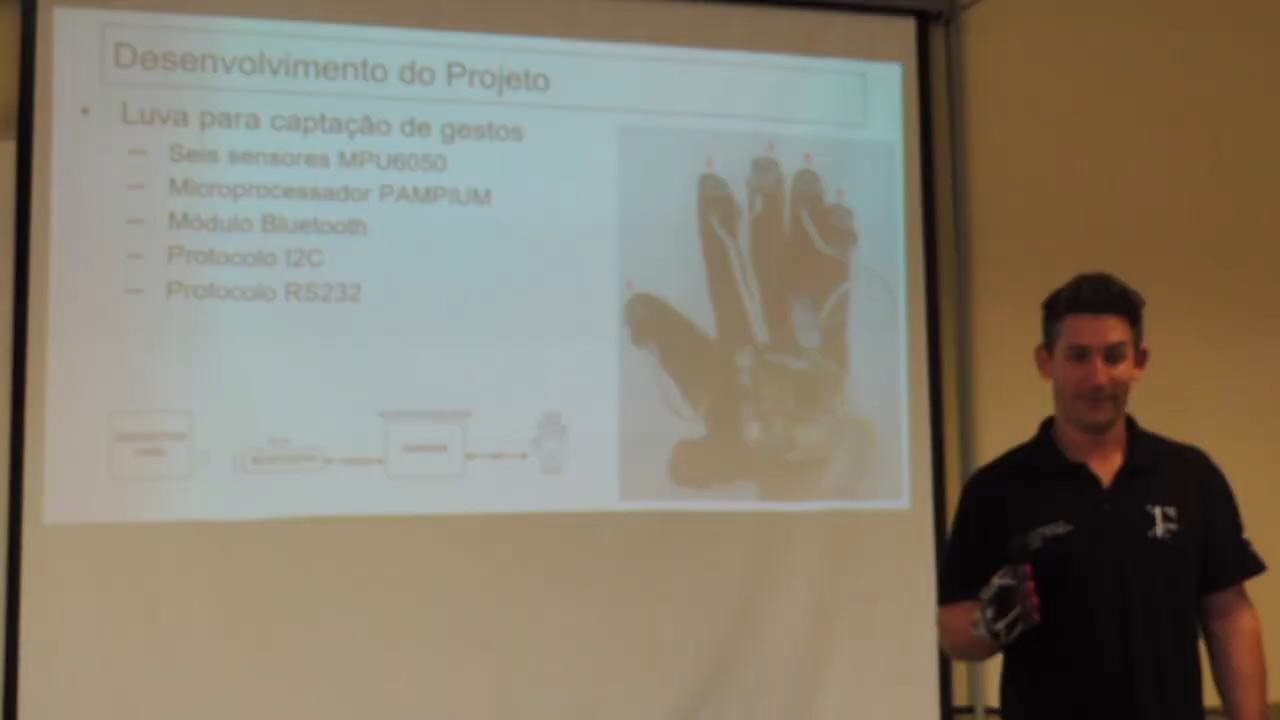 Desenvolvimento do Projeto
• Luva para captação de gestos
– Seis sensores MPU6050
– Microprocessador PAMPIUM
– Módulo Bluetooth
– Protocolo I2C
– Protocolo RS232